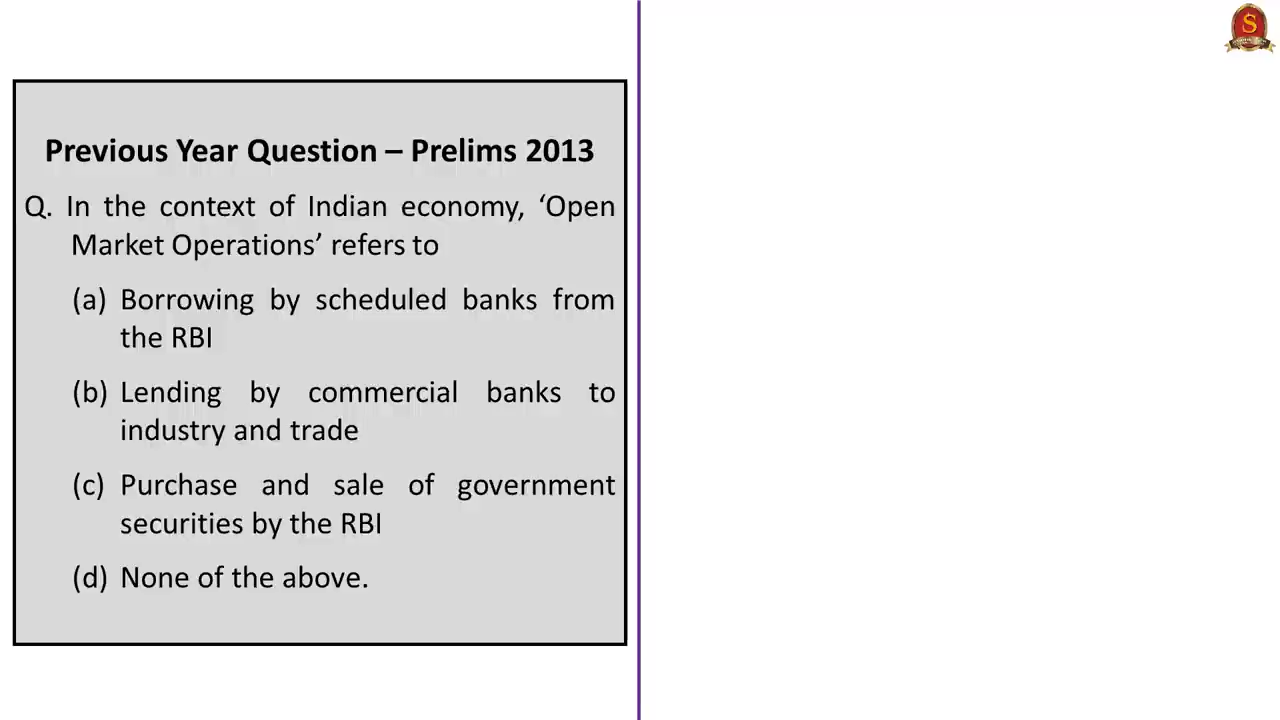 Previous Year Question – Prelims 2013
Q. In the context of Indian economy, ‘Open
Market Operations’ refers to
(a) Borrowing by scheduled banks from
the RBI
(b) Lending by commercial banks to
industry and trade
(c) Purchase and sale of government
securities by the RBI
(d) None of the above.
S